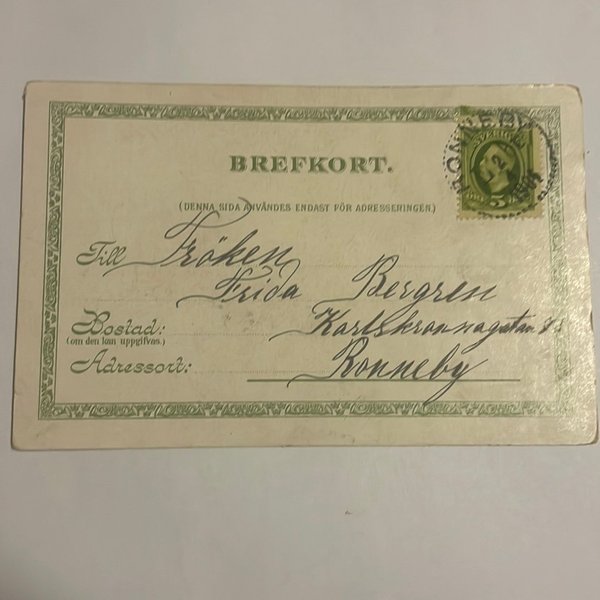 BREFKORT.
(DENNA SIDA ANVÄNDES ENDAST FÖR ADRESSERINGEN.)
RONNEBY
SVERIGE
5
Till Fröken
Frida Bergren
Bostad: Karlskronnagatan
(om den kan uppgifvas.)
Adressort: Ronneby